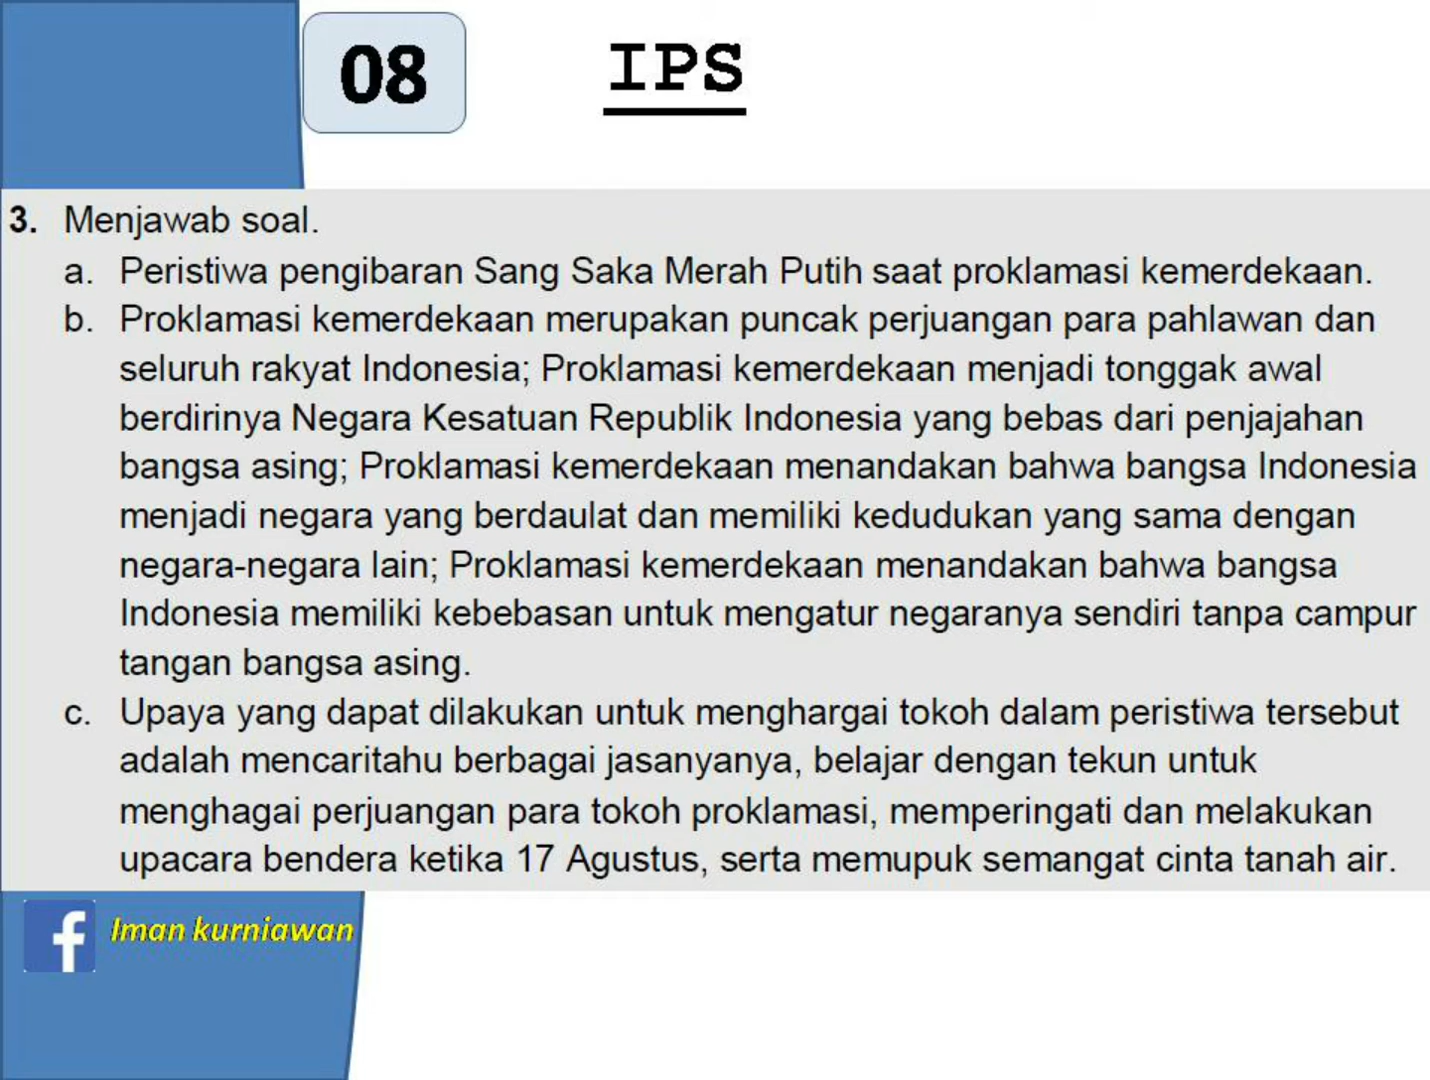 08
IPS
3. Menjawab soal.
a. Peristiwa pengibaran Sang Saka Merah Putih saat proklamasi kemerdekaan.
b. Proklamasi kemerdekaan merupakan puncak perjuangan para pahlawan dan
seluruh rakyat Indonesia; Proklamasi kemerdekaan menjadi tonggak awal
berdirinya Negara Kesatuan Republik Indonesia yang bebas dari penjajahan
bangsa asing; Proklamasi kemerdekaan menandakan bahwa bangsa Indonesia
menjadi negara yang berdaulat dan memiliki kedudukan yang sama dengan
negara-negara lain; Proklamasi kemerdekaan menandakan bahwa bangsa
Indonesia memiliki kebebasan untuk mengatur negaranya sendiri tanpa campur
tangan bangsa asing.
c. Upaya yang dapat dilakukan untuk menghargai tokoh dalam peristiwa tersebut
adalah mencaritahu berbagai jasanyanya, belajar dengan tekun untuk
menghagai perjuangan para tokoh proklamasi, memperingati dan melakukan
upacara bendera ketika 17 Agustus, serta memupuk semangat cinta tanah air.
f Iman kurniawan